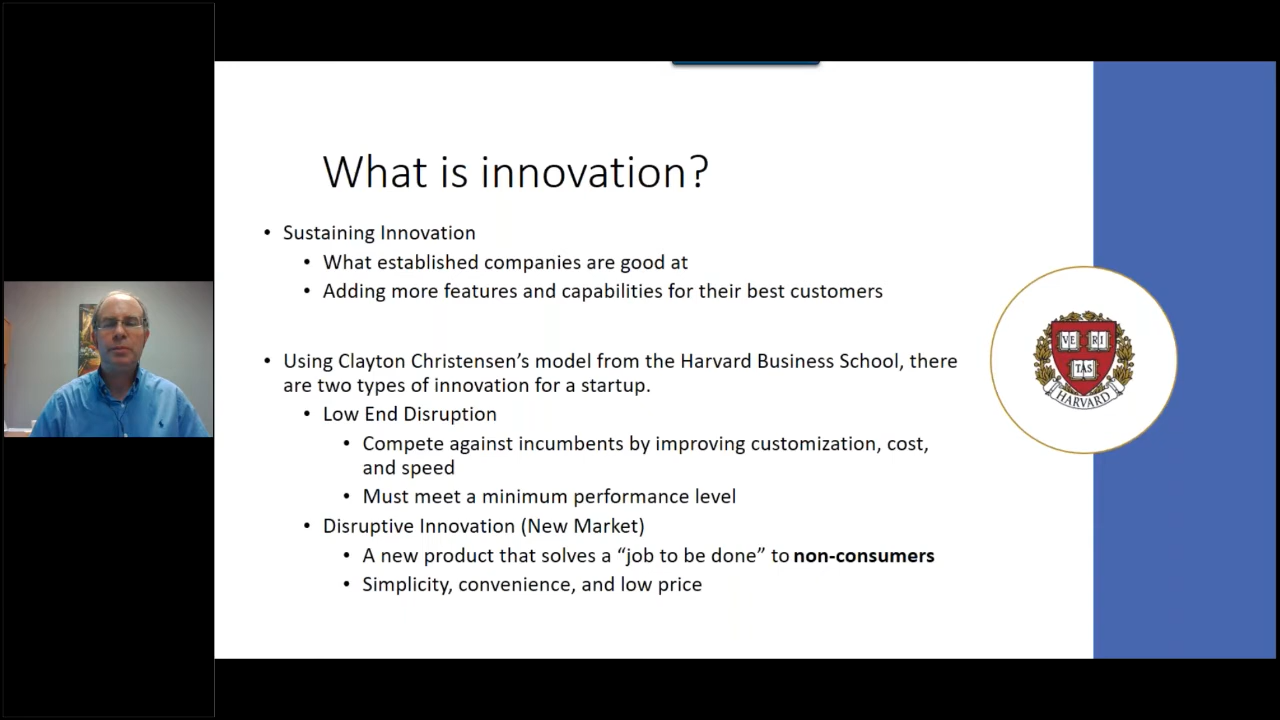 What is innovation?
• Sustaining Innovation
• What established companies are good at
• Adding more features and capabilities for their best customers
• Using Clayton Christensen’s model from the Harvard Business School, there
are two types of innovation for a startup.
• Low End Disruption
• Compete against incumbents by improving customization, cost,
and speed
• Must meet a minimum performance level
• Disruptive Innovation (New Market)
• A new product that solves a “job to be done” to non-consumers
• Simplicity, convenience, and low price
VE RI
TAS
HARVARD